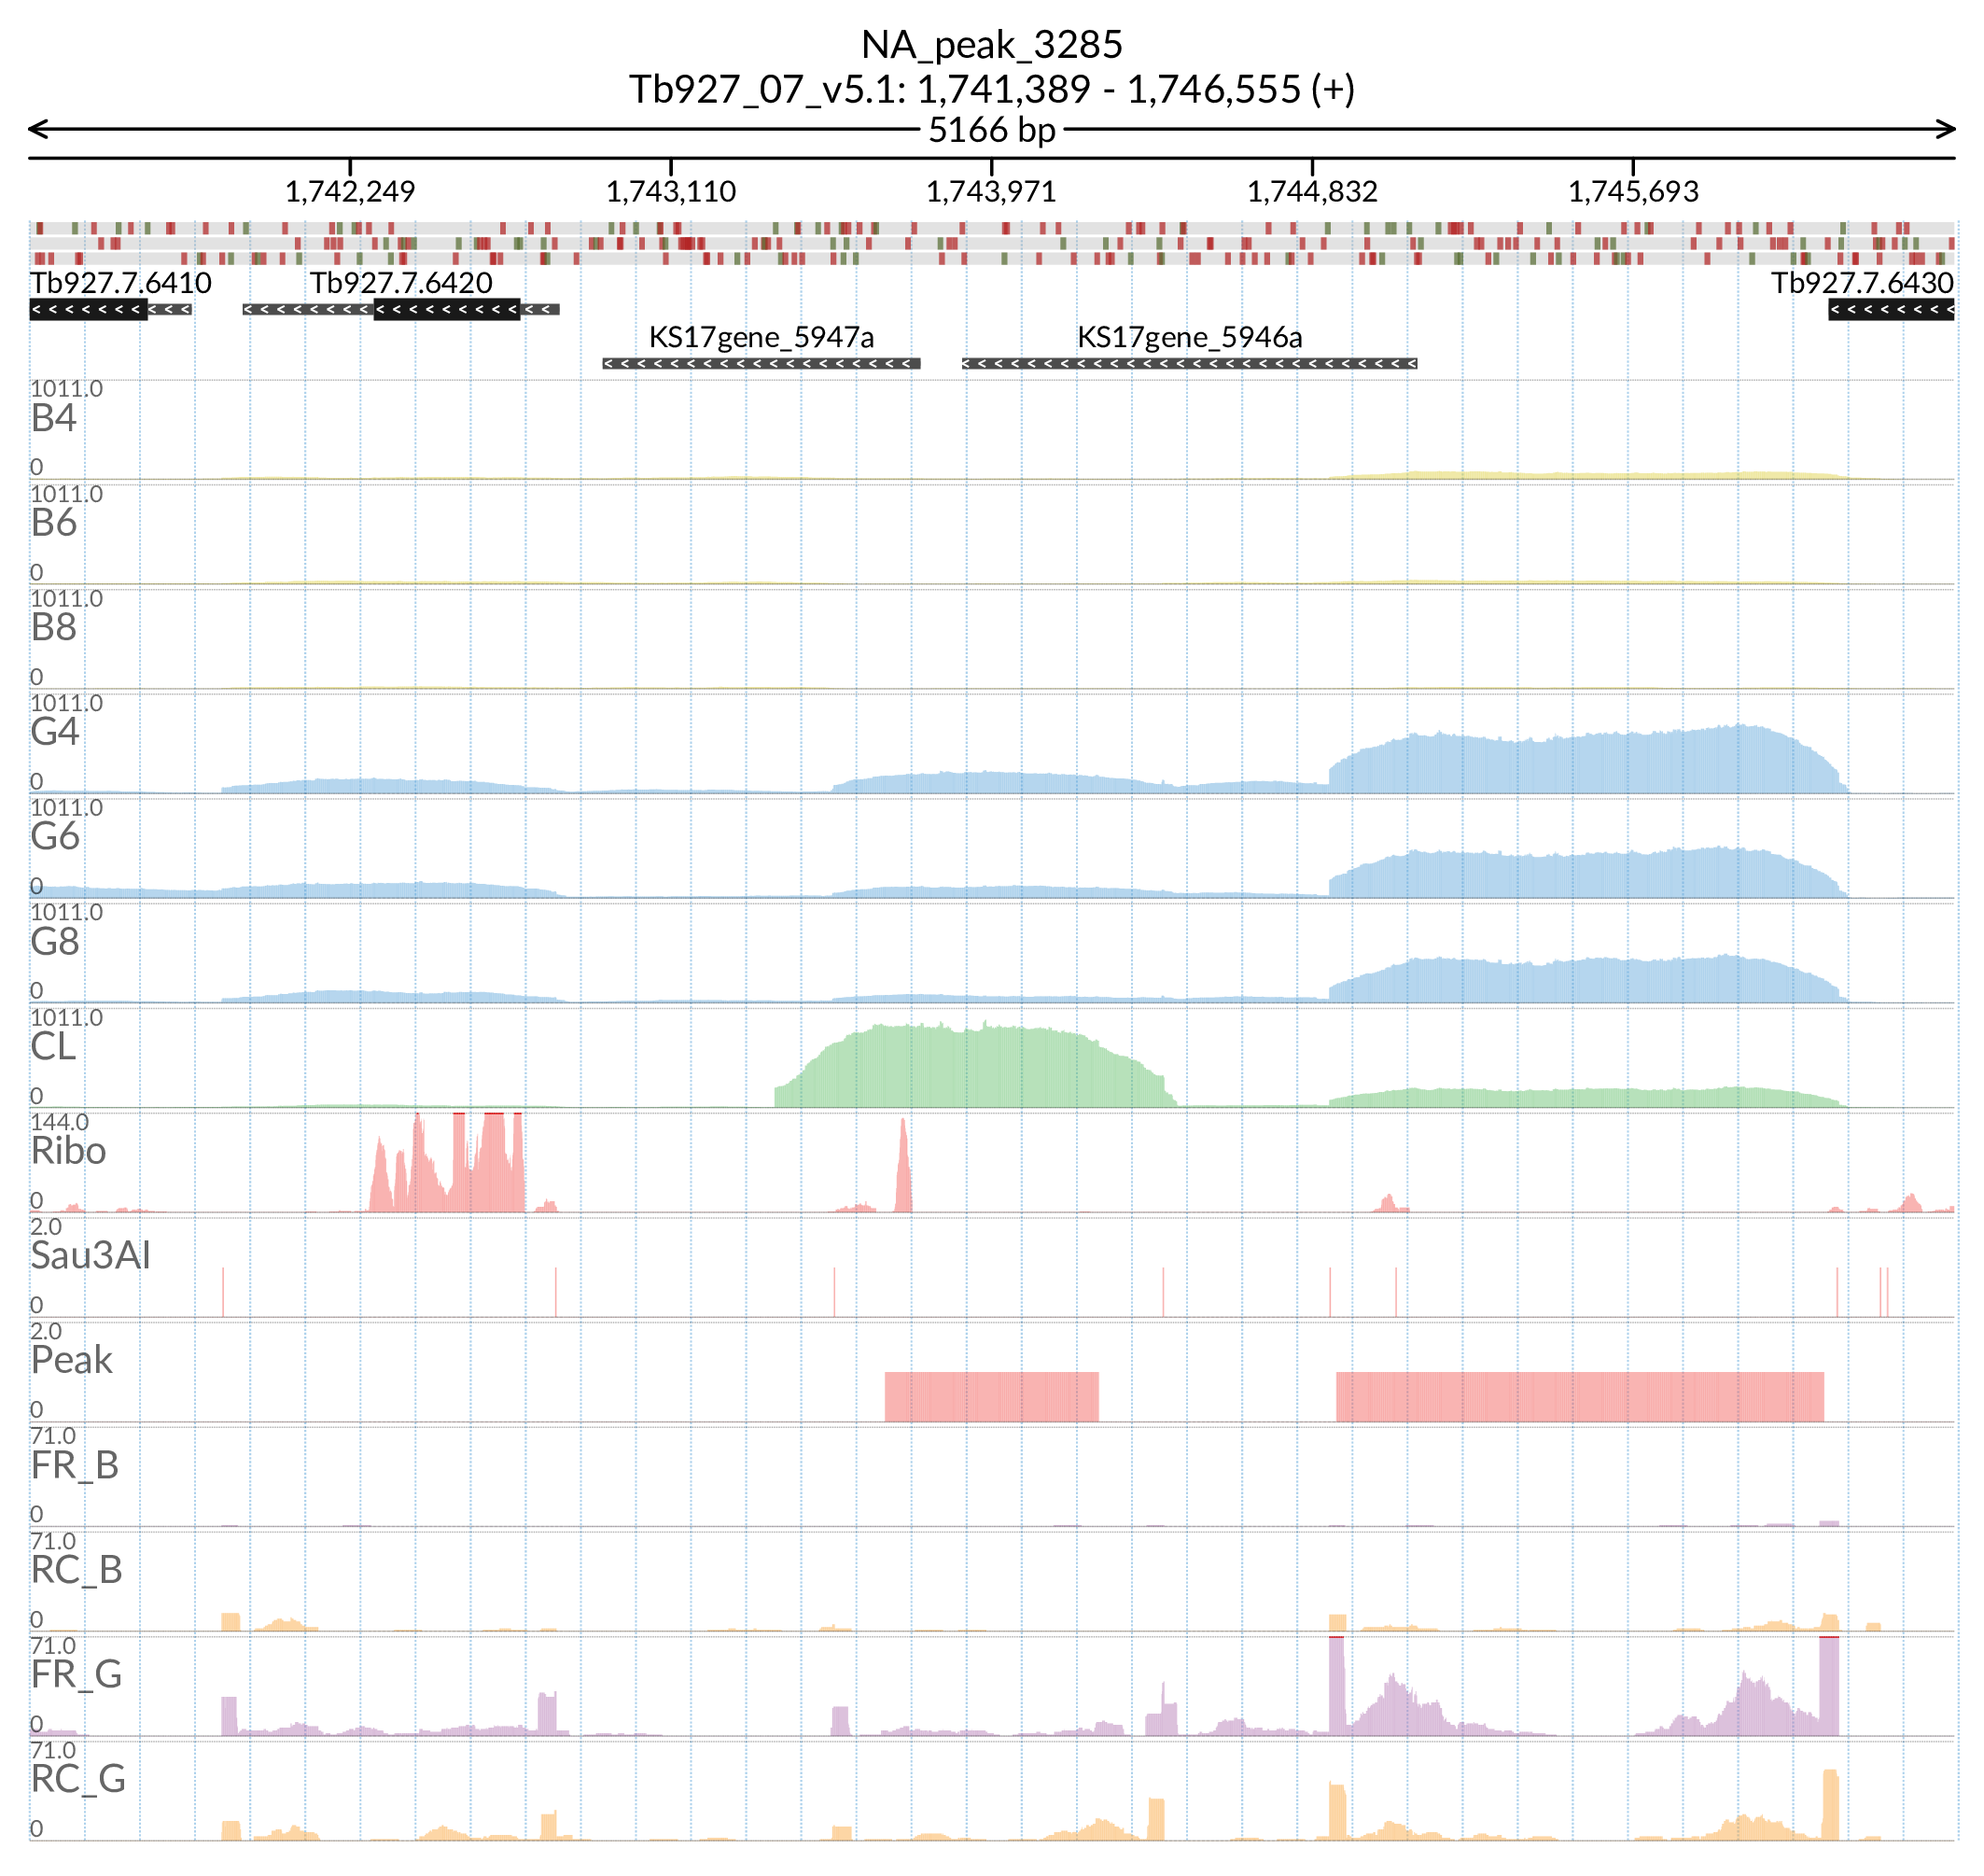 NA_peak_3285
Tb927_07_v5.1: 1,741,389 - 1,746,555 (+)
5166 bp
1,742,249 1,743,110 1,743,971 1,744,832 1,745,693
Tb927.7.6410 Tb927.7.6420 Tb927.7.6430
KS17gene_5947a KS17gene_5946a
1011.0
B4
0
1011.0
B6
0
1011.0
B8
0
1011.0
G4
0
1011.0
G6
0
1011.0
G8
0
1011.0
CL
0
144.0
Ribo
0
2.0
Sau3AI
0
2.0
Peak
0
71.0
FR_B
0
71.0
RC_B
0
71.0
FR_G
0
71.0
RC_G
0